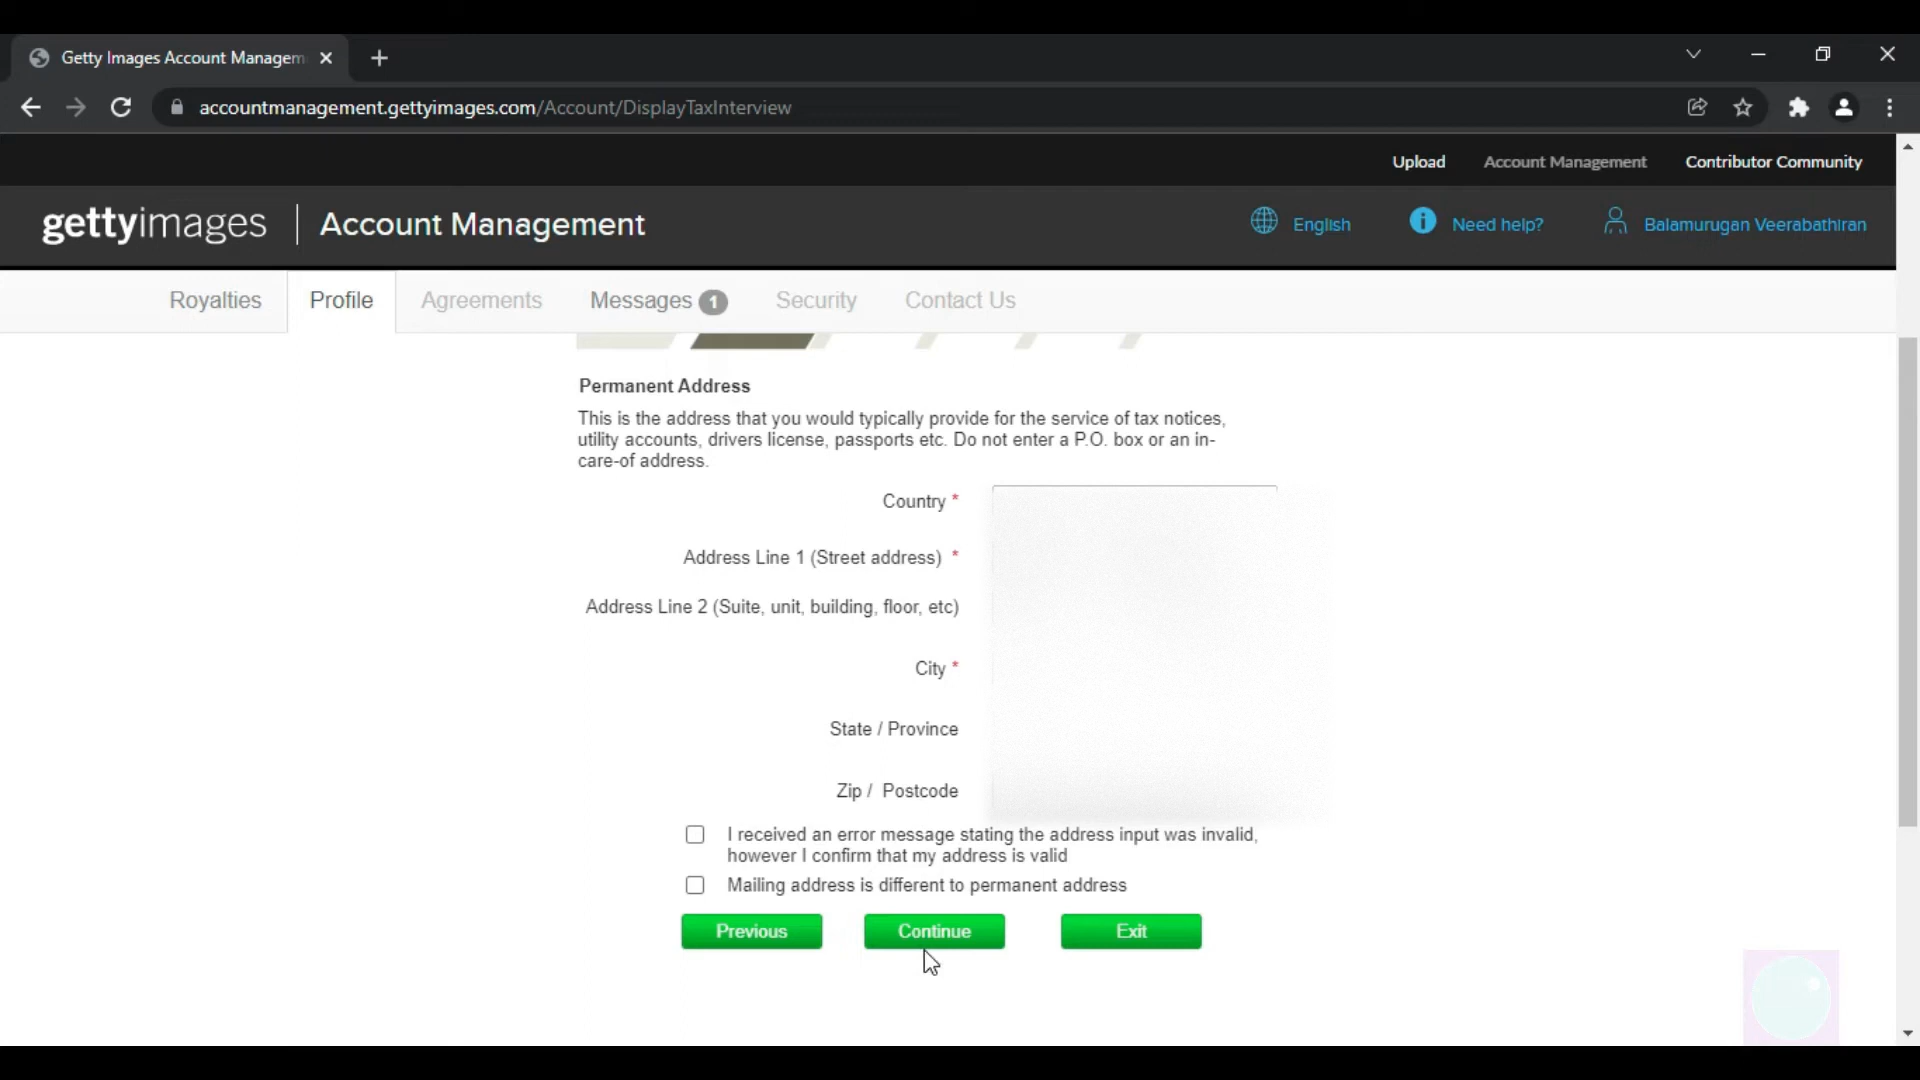 Getty Images Account Managem
accountmanagement.gettyimages.com/Account/DisplayTaxInterview
Upload Account Management Contributor Community
gettyimages Account Management English Need help? Balamurugan Veerabathiran
Royalties Profile Agreements Messages 1 Security Contact Us
Permanent Address
This is the address that you would typically provide for the service of tax notices,
utility accounts, drivers license, passports etc. Do not enter a P.O. box or an in-
care-of address.
Country *
Address Line 1 (Street address) *
Address Line 2 (Suite, unit, building, floor, etc)
City *
State / Province
Zip / Postcode
I received an error message stating the address input was invalid,
however I confirm that my address is valid
Mailing address is different to permanent address
Previous Continue Exit